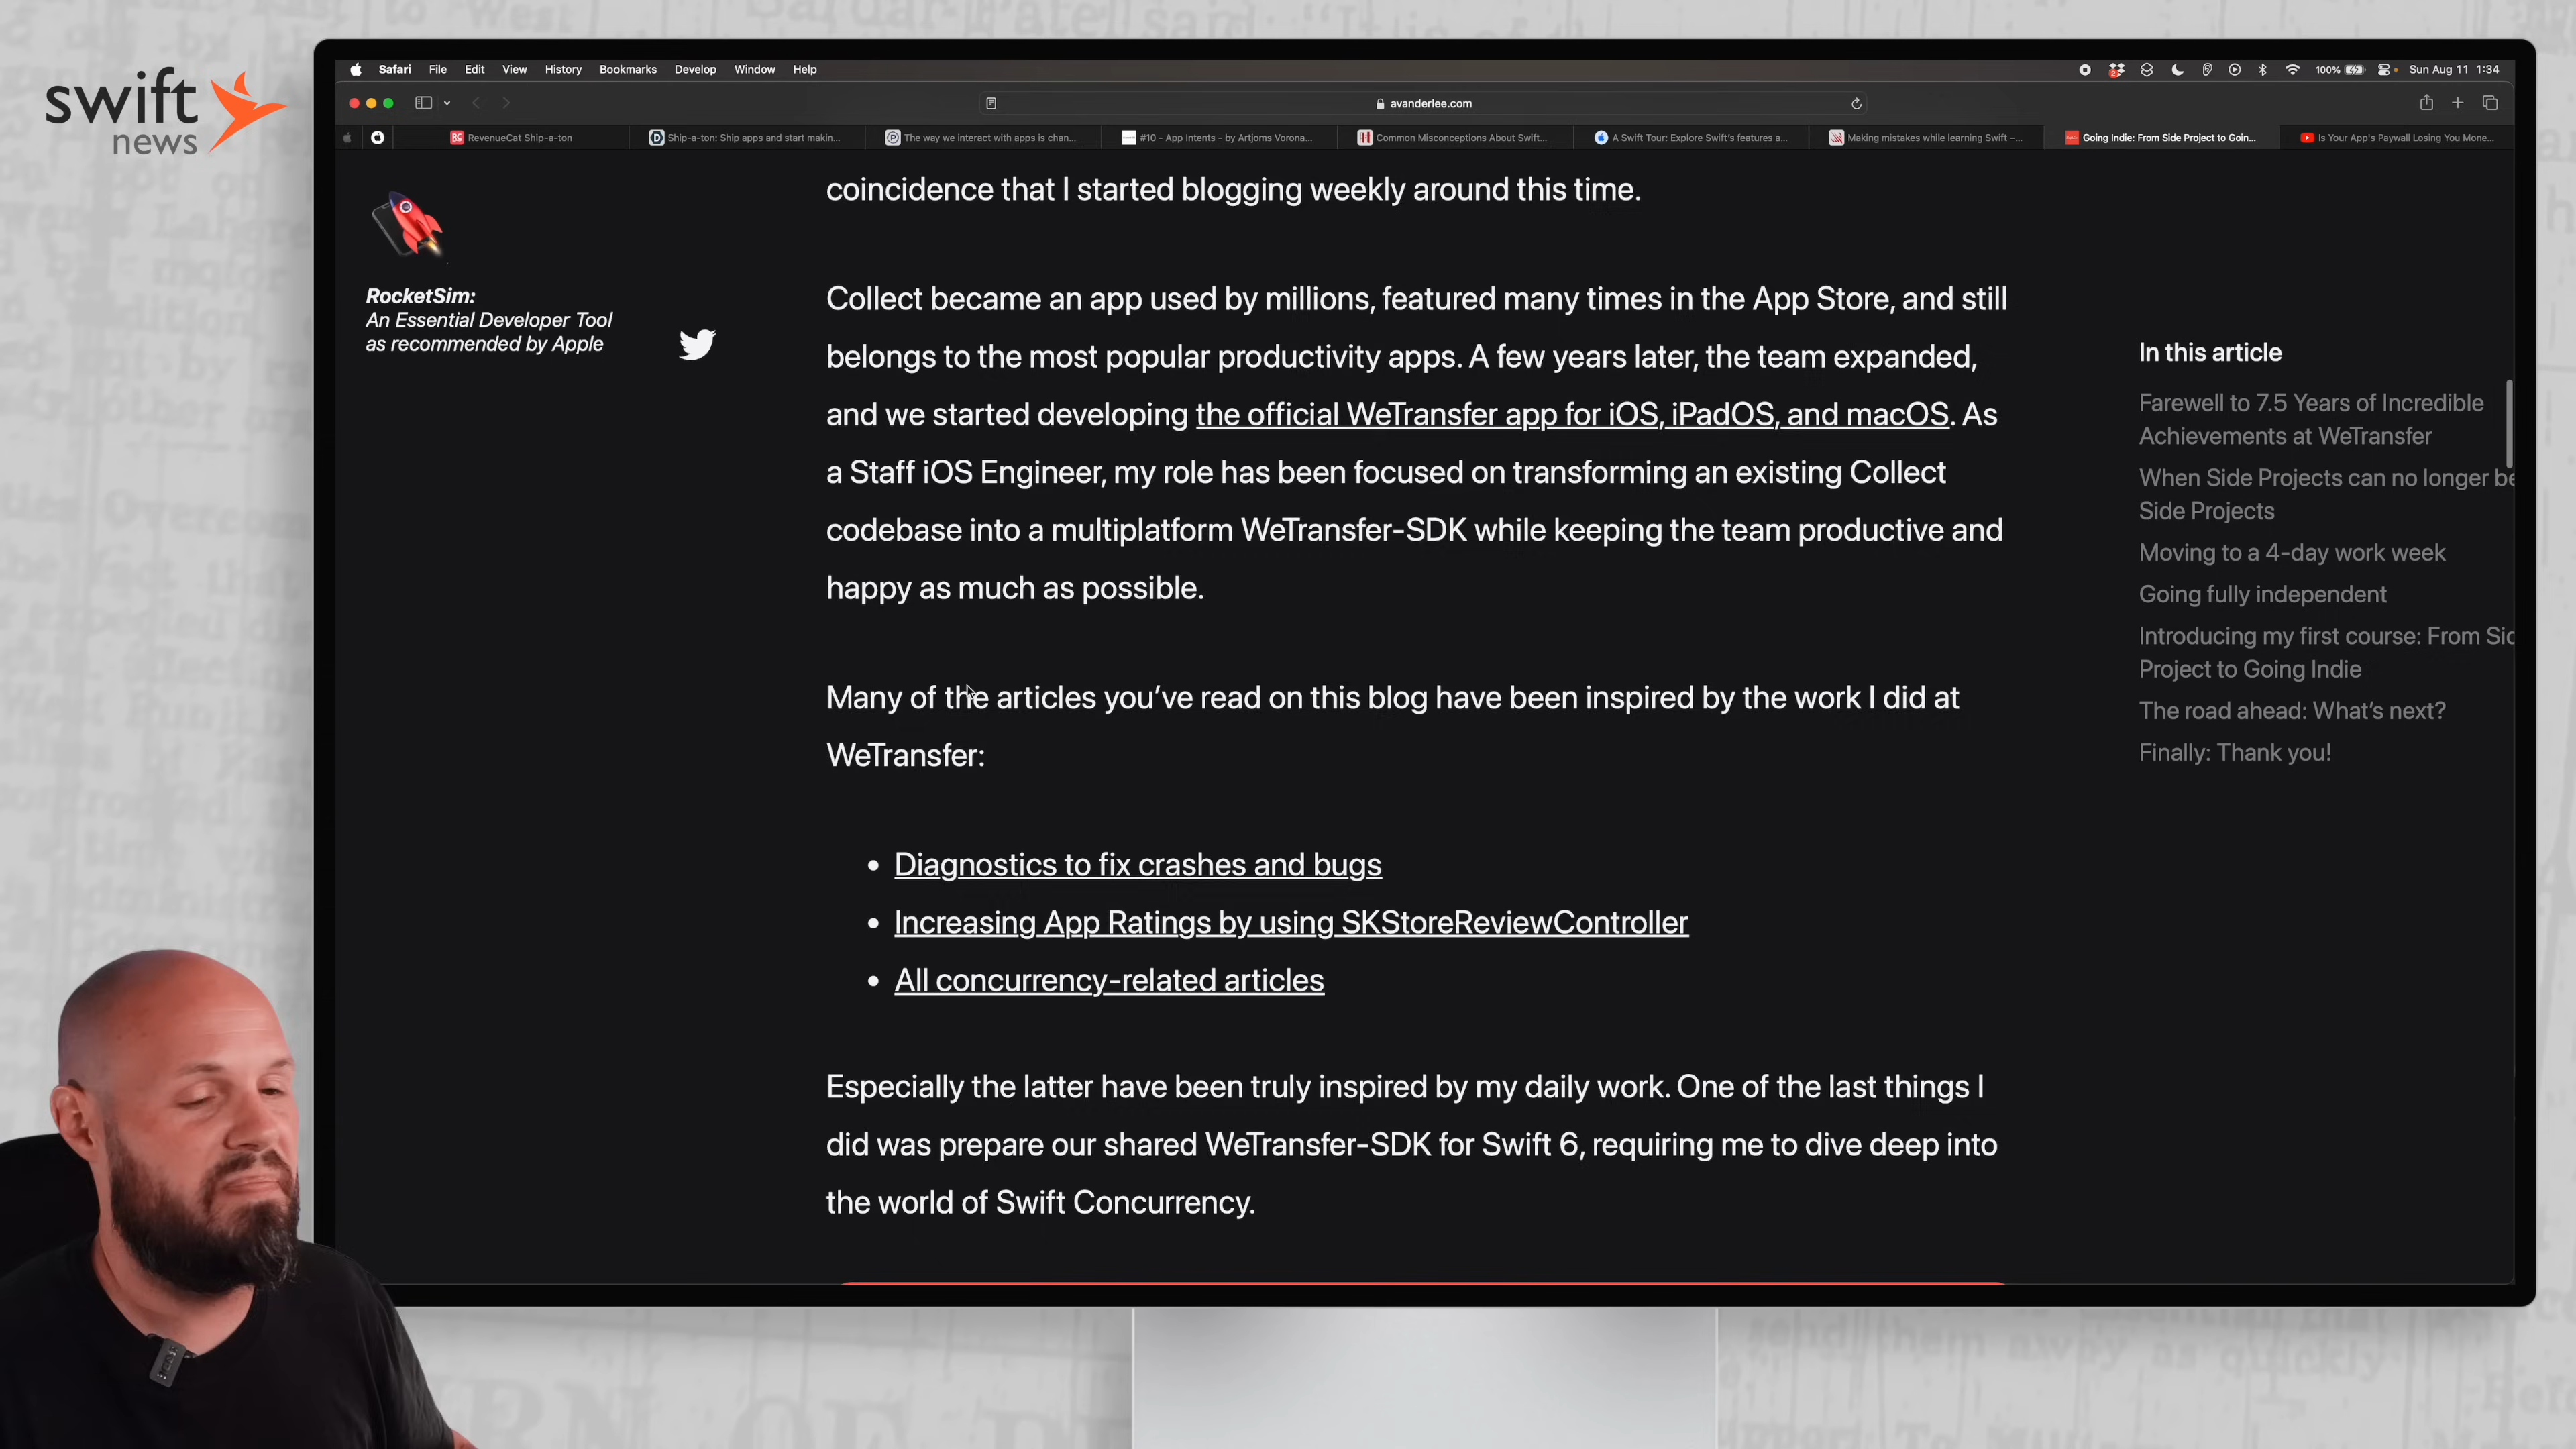 swift
news
Safari File Edit View History Bookmarks Develop Window Help
100% Sun Aug 11 1:34
avanderlee.com
RevenueCat Ship-a-ton
Ship-a-ton: Ship apps and start makin...
The way we interact with apps is chan...
#10 - App Intents - by Artjoms Vorona...
Common Misconceptions About Swift...
A Swift Tour: Explore Swift's features a...
Making mistakes while learning Swift –...
Going Indie: From Side Project to Goin...
Is Your App's Paywall Losing You Mone...
RocketSim:
An Essential Developer Tool
as recommended by Apple
coincidence that I started blogging weekly around this time.
Collect became an app used by millions, featured many times in the App Store, and still
belongs to the most popular productivity apps. A few years later, the team expanded,
and we started developing the official WeTransfer app for iOS, iPadOS, and macOS. As
a Staff iOS Engineer, my role has been focused on transforming an existing Collect
codebase into a multiplatform WeTransfer-SDK while keeping the team productive and
happy as much as possible.
Many of the articles you've read on this blog have been inspired by the work I did at
WeTransfer:
• Diagnostics to fix crashes and bugs
• Increasing App Ratings by using SKStoreReviewController
• All concurrency-related articles
Especially the latter have been truly inspired by my daily work. One of the last things I
did was prepare our shared WeTransfer-SDK for Swift 6, requiring me to dive deep into
the world of Swift Concurrency.
In this article
Farewell to 7.5 Years of Incredible
Achievements at WeTransfer
When Side Projects can no longer be
Side Projects
Moving to a 4-day work week
Going fully independent
Introducing my first course: From Sid
Project to Going Indie
The road ahead: What's next?
Finally: Thank you!